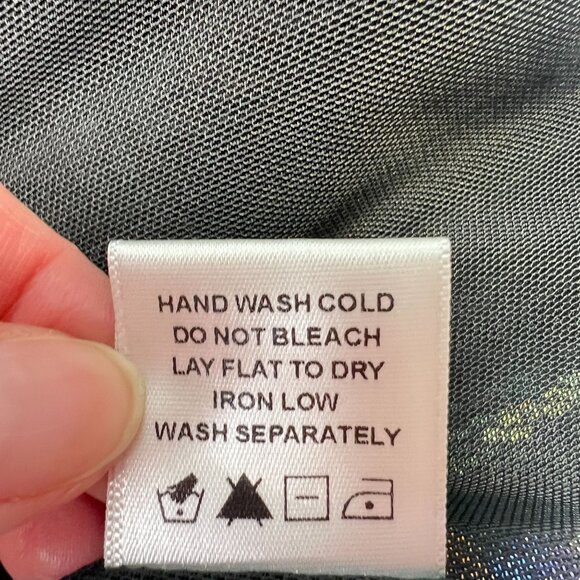 HAND WASH COLD
DO NOT BLEACH
LAY FLAT TO DRY
IRON LOW
WASH SEPARATELY